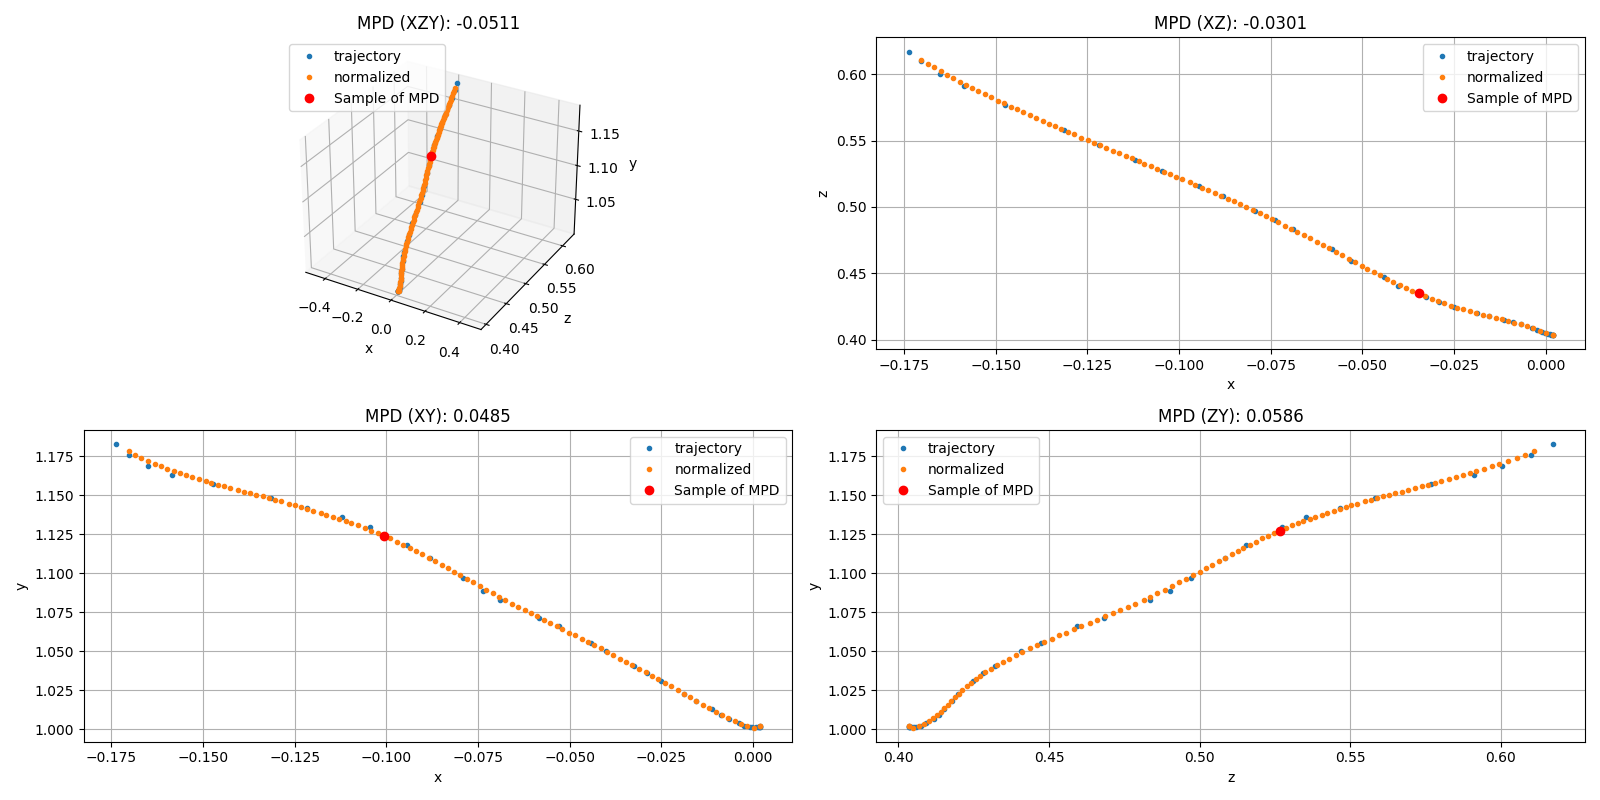 MPD (XZY): -0.0511
trajectory
normalized
Sample of MPD
1.15
1.10
1.05
y
0.60
0.55
0.50
0.45
0.40
z
−0.4
−0.2
0.0
0.2
0.4
x
MPD (XZ): -0.0301
trajectory
normalized
Sample of MPD
0.60
0.55
0.50
0.45
0.40
z
−0.175 −0.150 −0.125 −0.100 −0.075 −0.050 −0.025 0.000
x
MPD (XY): 0.0485
trajectory
normalized
Sample of MPD
1.175
1.150
1.125
1.100
1.075
1.050
1.025
1.000
y
−0.175 −0.150 −0.125 −0.100 −0.075 −0.050 −0.025 0.000
x
MPD (ZY): 0.0586
trajectory
normalized
Sample of MPD
1.175
1.150
1.125
1.100
1.075
1.050
1.025
1.000
y
0.40 0.45 0.50 0.55 0.60
z